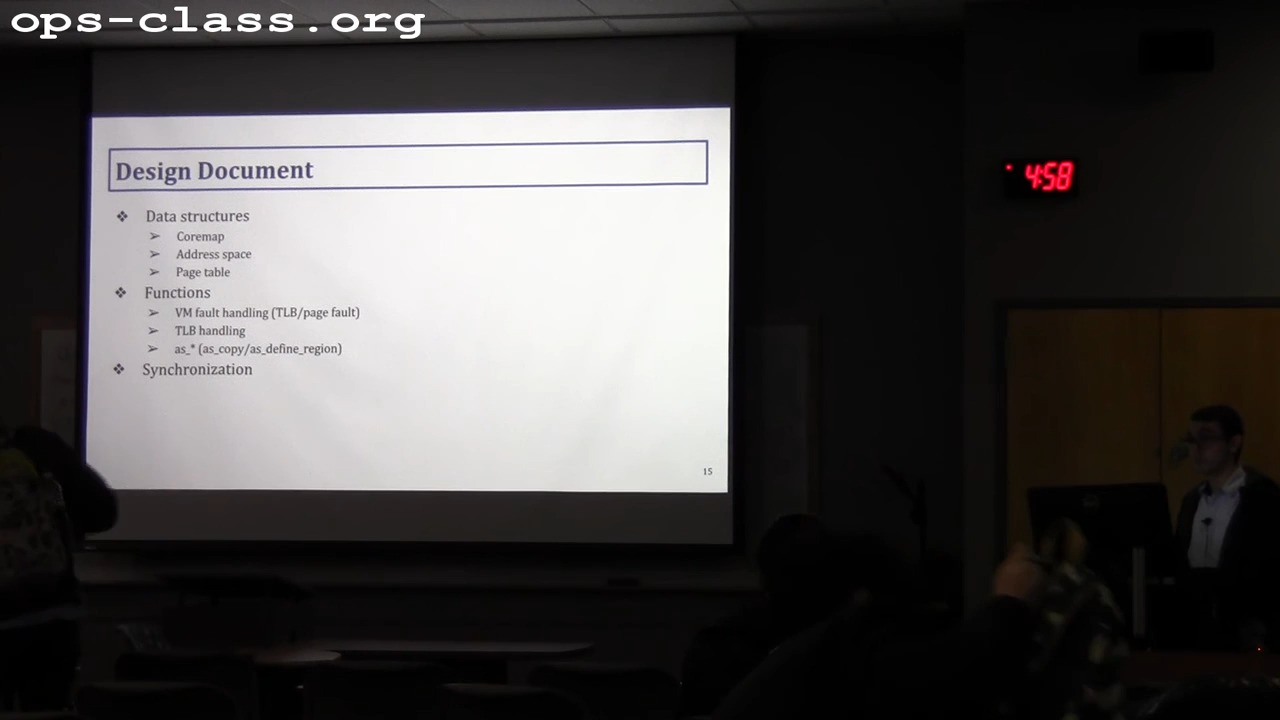 ops-class.org
4:58
Design Document
❖ Data structures
➢ Coremap
➢ Address space
➢ Page table
❖ Functions
➢ VM fault handling (TLB/page fault)
➢ TLB handling
➢ as_* (as_copy/as_define_region)
❖ Synchronization
15